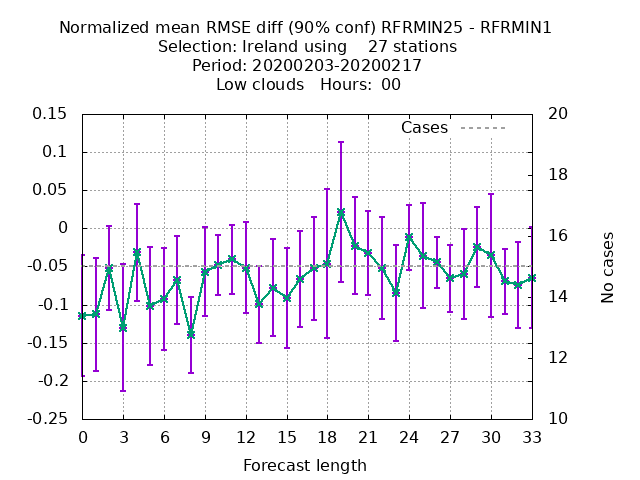 Normalized mean RMSE diff (90% conf) RFRMIN25 - RFRMIN1
Selection: Ireland using 27 stations
Period: 20200203-20200217
Low clouds Hours: 00
Cases
0.15
0.1
0.05
0
-0.05
-0.1
-0.15
-0.2
-0.25
20
18
16
14
12
10
No cases
0 3 6 9 12 15 18 21 24 27 30 33
Forecast length